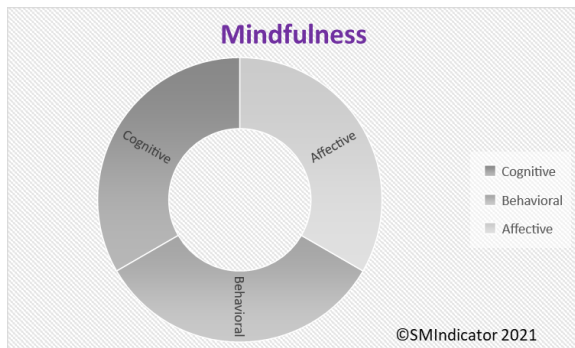 Mindfulness
Cognitive
Affective
Behavioral
Cognitive
Behavioral
Affective
©SMIndicator 2021